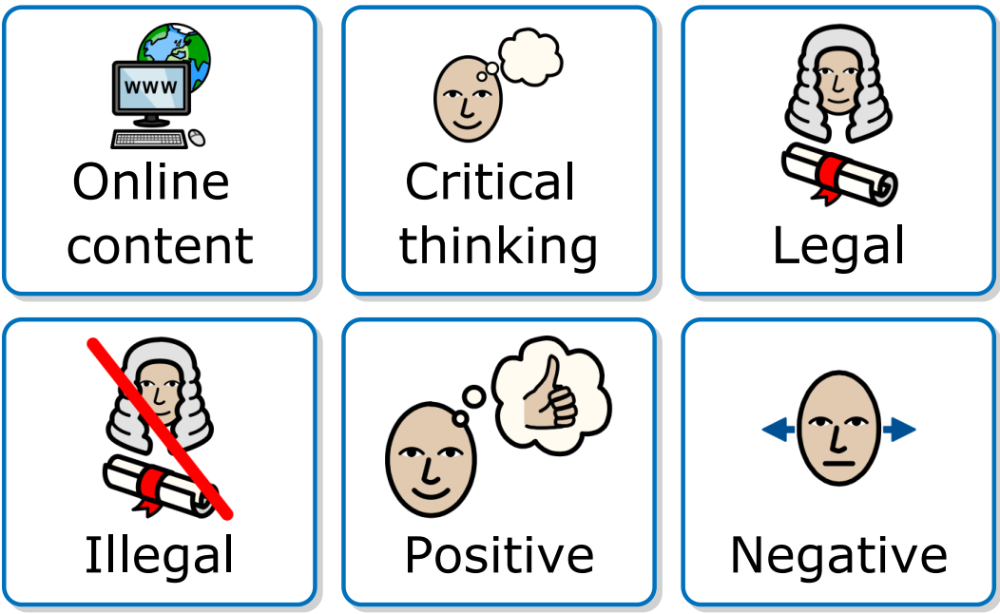 www
Online
content
Critical
thinking
Legal
Illegal
Positive
Negative